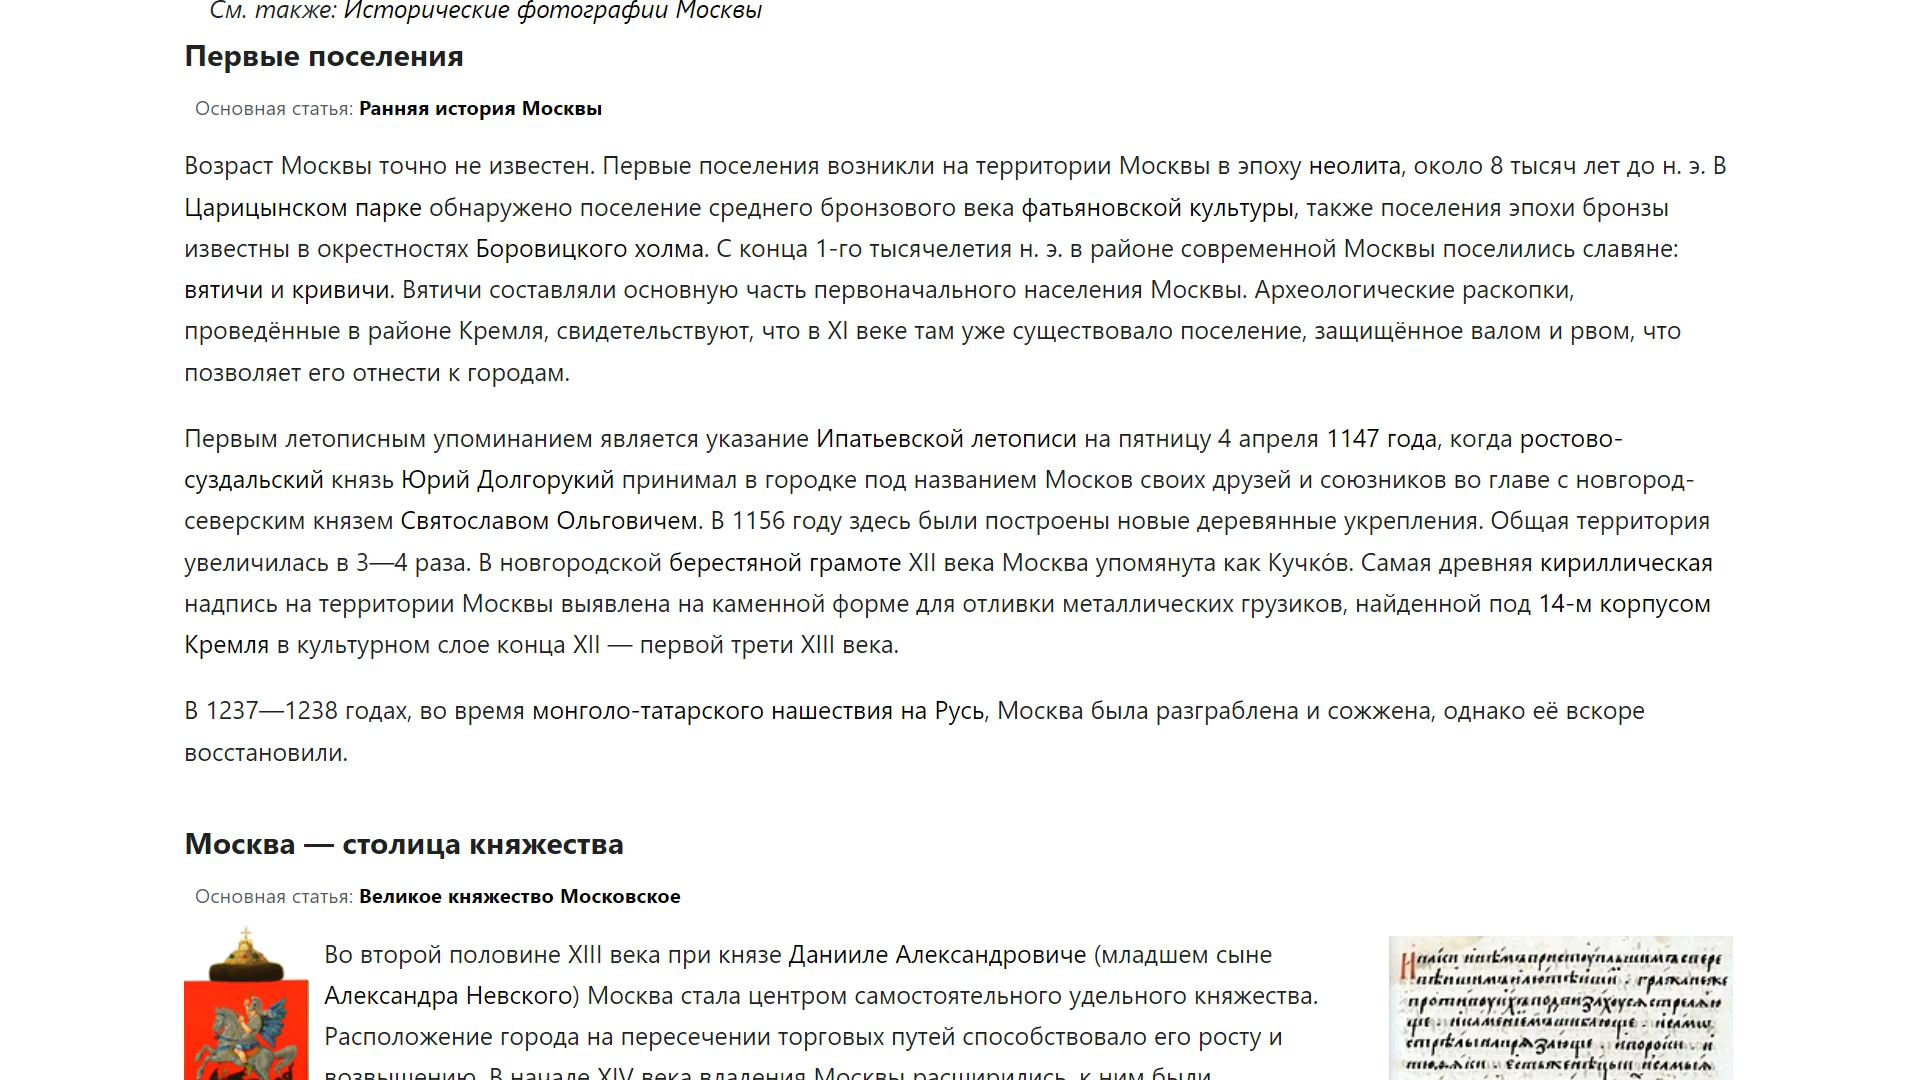 См. также: Исторические фотографии Москвы
Первые поселения
Основная статья: Ранняя история Москвы
Возраст Москвы точно не известен. Первые поселения возникли на территории Москвы в эпоху неолита, около 8 тысяч лет до н. э. В
Царицынском парке обнаружено поселение среднего бронзового века фатьяновской культуры, также поселения эпохи бронзы
известны в окрестностях Боровицкого холма. С конца 1-го тысячелетия н. э. в районе современной Москвы поселились славяне:
вятичи и кривичи. Вятичи составляли основную часть первоначального населения Москвы. Археологические раскопки,
проведённые в районе Кремля, свидетельствуют, что в XI веке там уже существовало поселение, защищённое валом и рвом, что
позволяет его отнести к городам.
Первым летописным упоминанием является указание Ипатьевской летописи на пятницу 4 апреля 1147 года, когда ростово-
суздальский князь Юрий Долгорукий принимал в городке под названием Москов своих друзей и союзников во главе с новгород-
северским князем Святославом Ольговичем. В 1156 году здесь были построены новые деревянные укрепления. Общая территория
увеличилась в 3—4 раза. В новгородской берестяной грамоте XII века Москва упомянута как Кучко́в. Самая древняя кириллическая
надпись на территории Москвы выявлена на каменной форме для отливки металлических грузиков, найденной под 14-м корпусом
Кремля в культурном слое конца XII — первой трети XIII века.
В 1237—1238 годах, во время монголо-татарского нашествия на Русь, Москва была разграблена и сожжена, однако её вскоре
восстановили.
Москва — столица княжества
Основная статья: Великое княжество Московское
Во второй половине XIII века при князе Данииле Александровиче (младшем сыне
Александра Невского) Москва стала центром самостоятельного удельного княжества.
Расположение города на пересечении торговых путей способствовало его росту и
возвышению. В начале XIV века владения Москвы расширились, к ним были